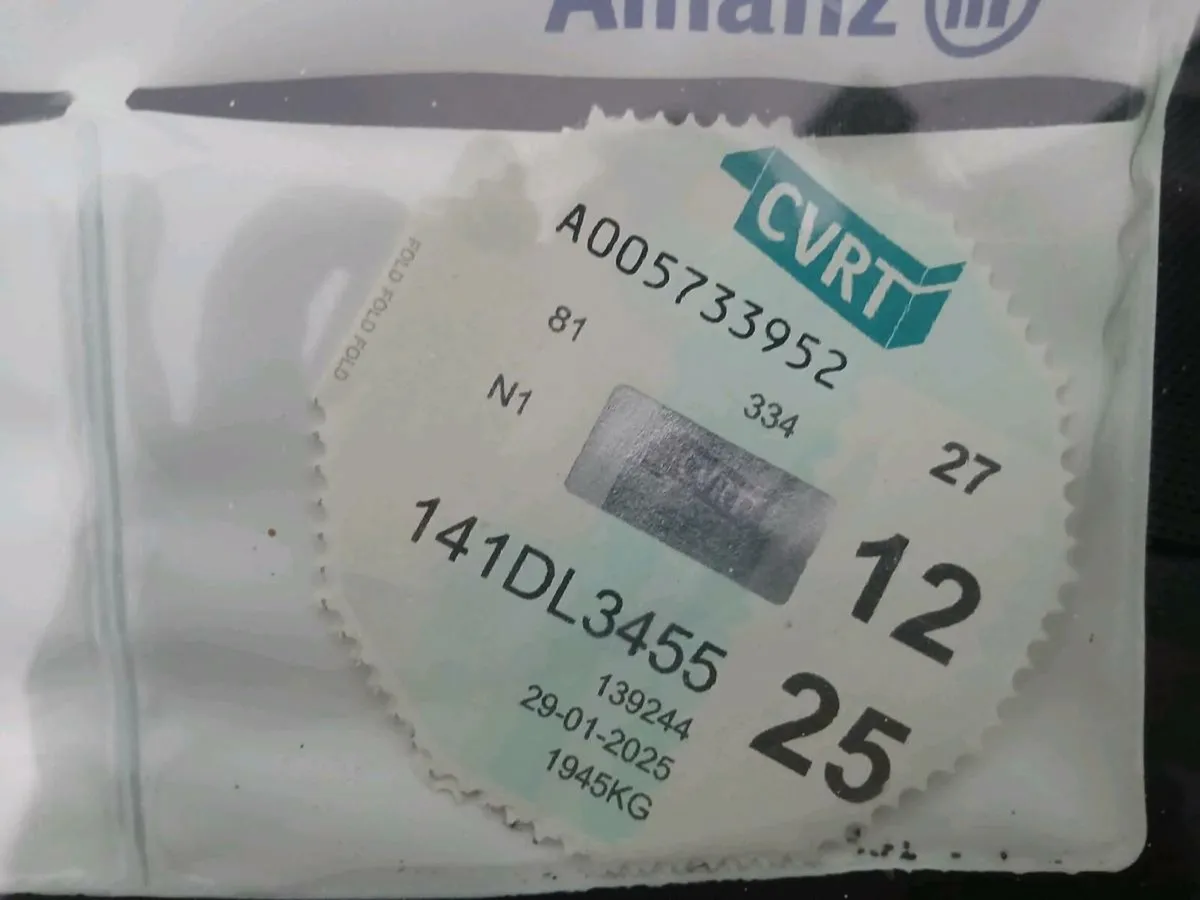 Allianz
CVRT
A005733952
FOLD FOLD FOLD
81
334
N1
27
141DL3455
12
139244
25
29-01-2025
1945KG